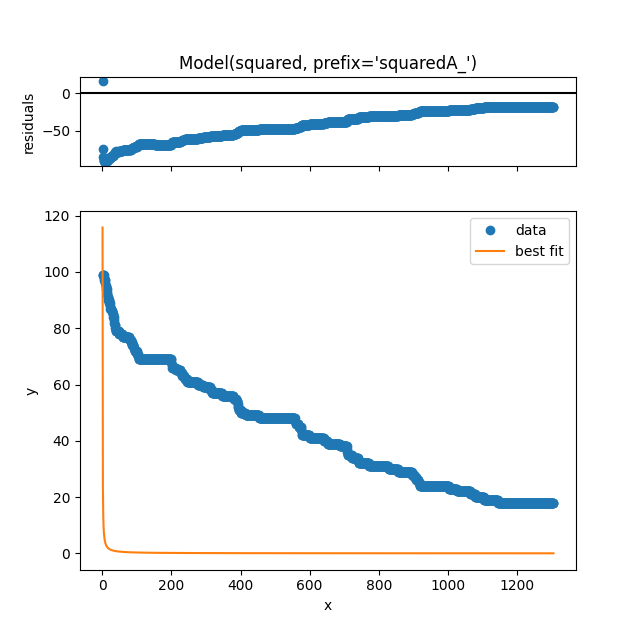 Model(squared, prefix='squaredA_')
residuals
0
−50
y
120
100
80
60
40
20
0
data
best fit
0 200 400 600 800 1000 1200
x